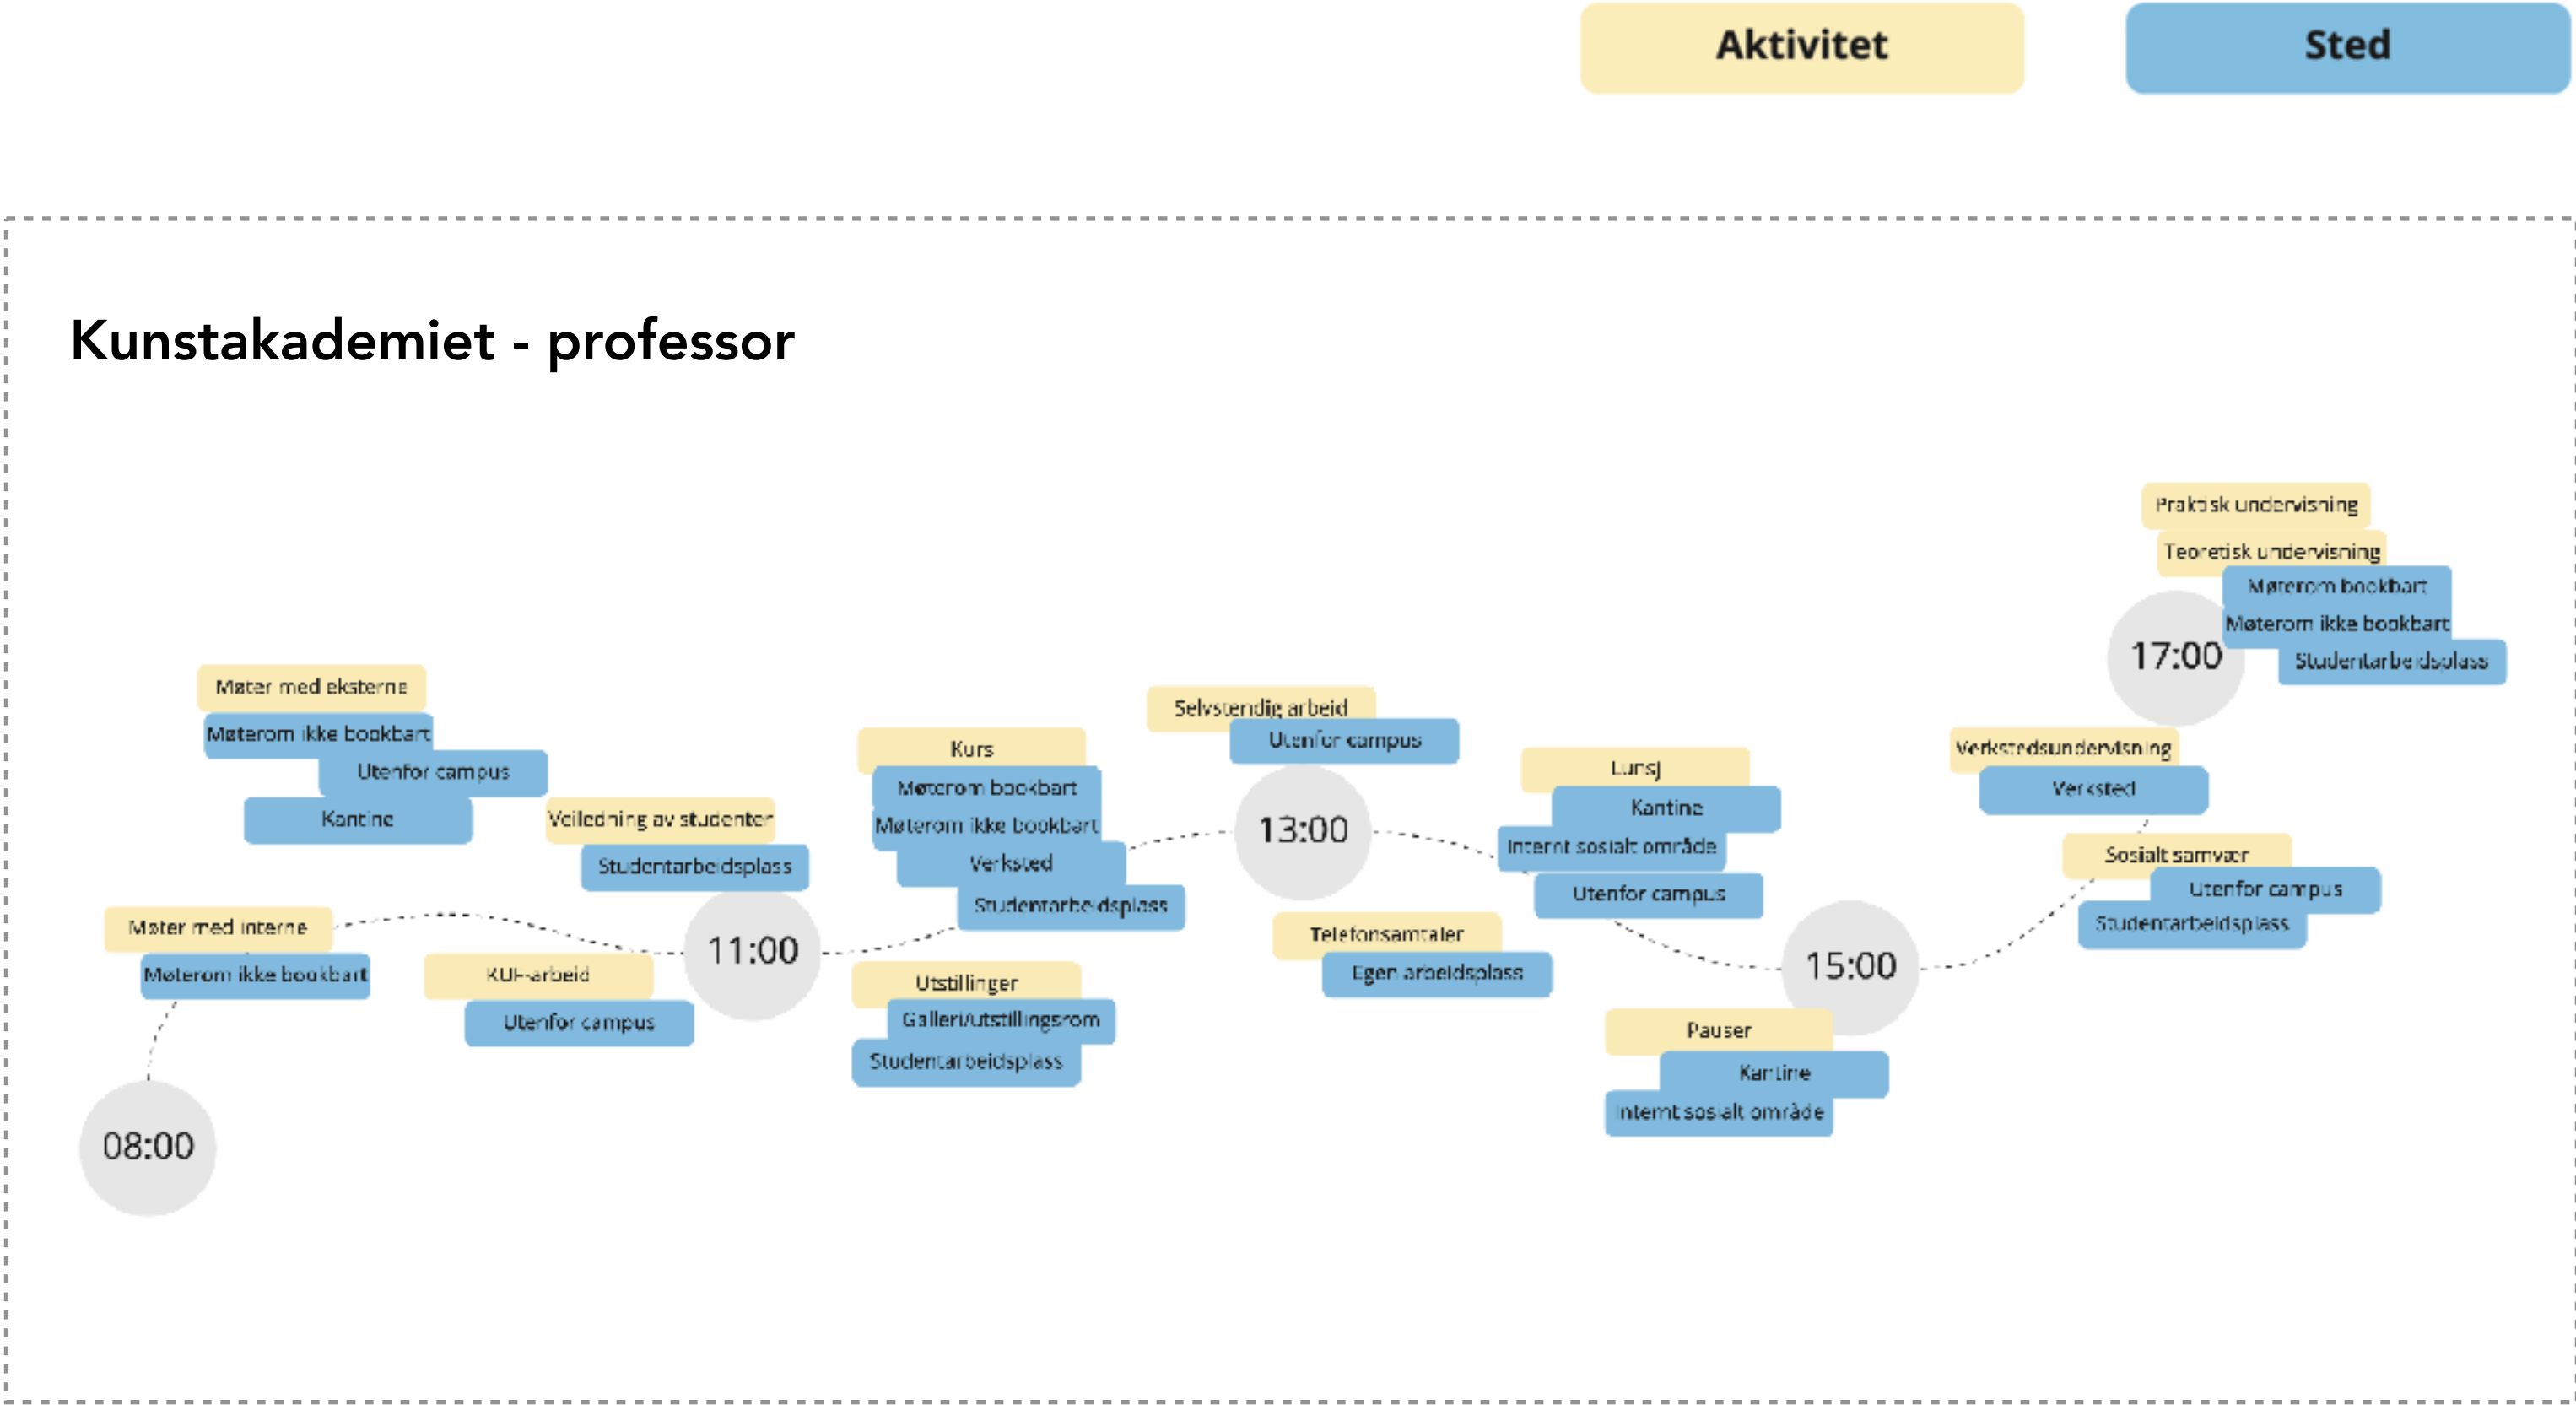 Aktivitet
Sted
Kunstakademiet - professor
Møter med eksterne
Møterom ikke bookbart
Utenfor campus
Kantine
Møter med interne
Møterom ikke bookbart
08:00
Veiledning av studenter
Studentarbeidsplass
KUF-arbeid
Utenfor campus
11:00
Kurs
Møterom bookbart
Møterom ikke bookbart
Verksted
Studentarbeidsplass
Utstillinger
Galleri/utstillingsrom
Studentarbeidsplass
Selvstendig arbeid
Utenfor campus
13:00
Telefonsamtaler
Egen arbeidsplass
Lunsj
Kantine
Internt sosialt område
Utenfor campus
15:00
Pauser
Kantine
Internt sosialt område
Praktisk undervisning
Teoretisk undervisning
Møterom bookbart
Møterom ikke bookbart
Studentarbeidsplass
17:00
Verkstedsundervisning
Verksted
Sosialt samvær
Utenfor campus
Studentarbeidsplass